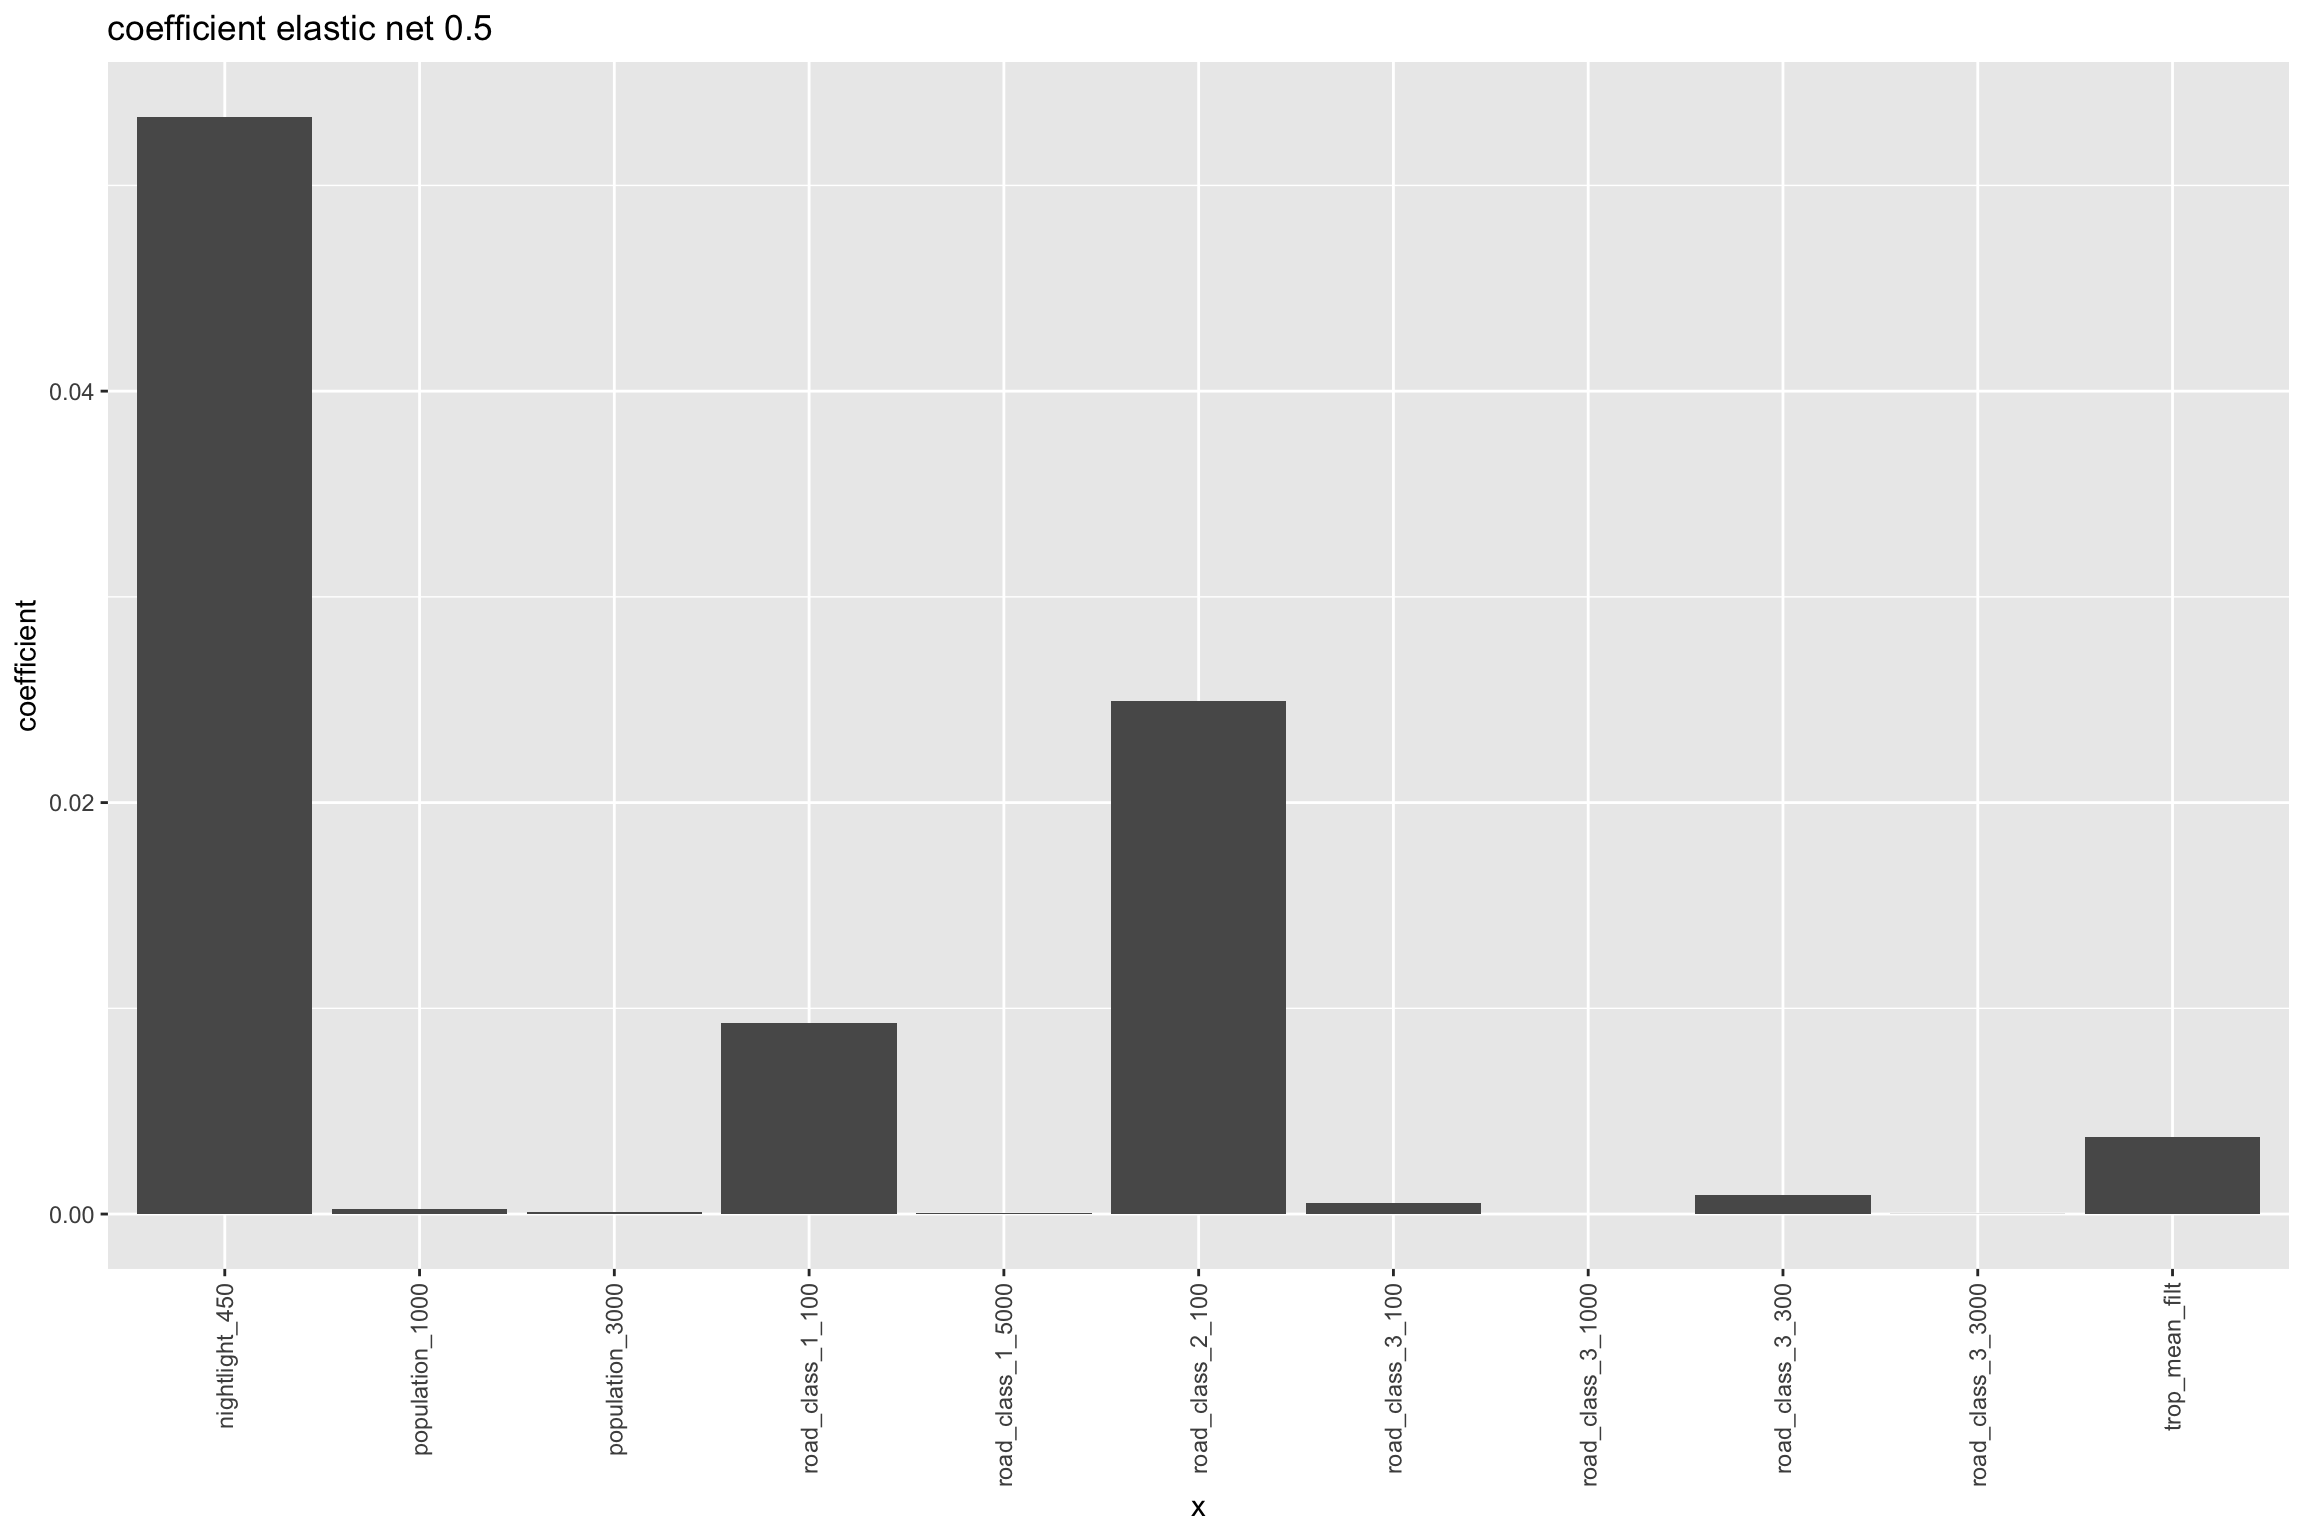 coefficient elastic net 0.5
coefficient
0.04
0.02
0.00
nightlight_450
population_1000
population_3000
road_class_1_100
road_class_1_5000
road_class_2_100
road_class_3_100
road_class_3_1000
road_class_3_300
road_class_3_3000
trop_mean_filt
x